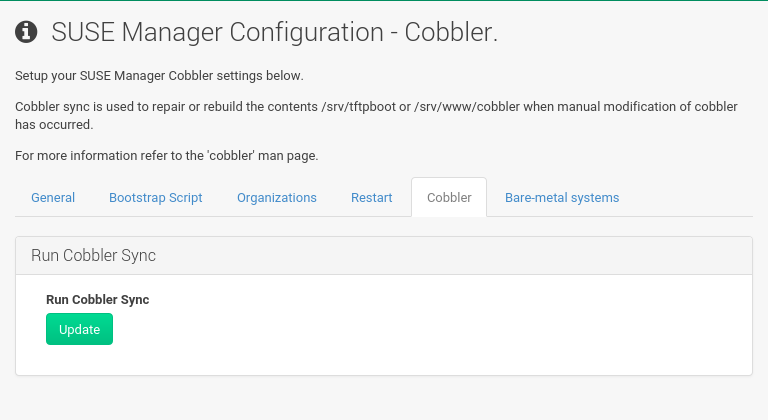 SUSE Manager Configuration - Cobbler.
Setup your SUSE Manager Cobbler settings below.
Cobbler sync is used to repair or rebuild the contents /srv/tftpboot or /srv/www/cobbler when manual modification of cobbler
has occurred.
For more information refer to the 'cobbler' man page.
General Bootstrap Script Organizations Restart Cobbler Bare-metal systems
Run Cobbler Sync
Run Cobbler Sync
Update